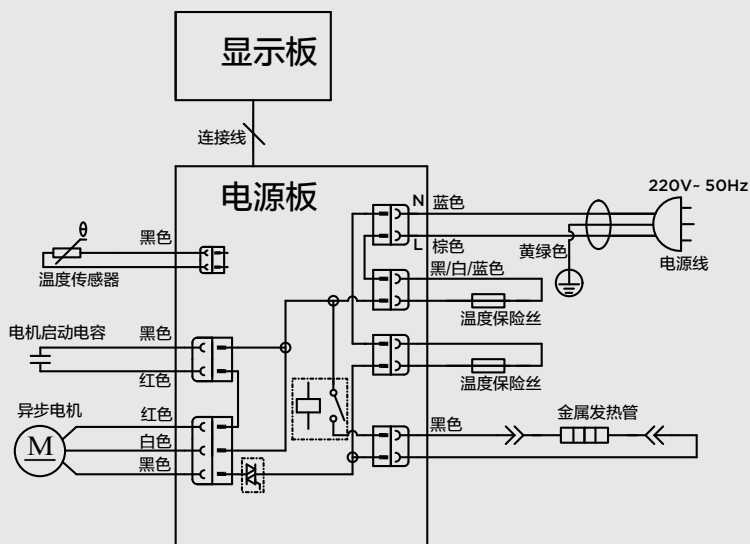 显示板
连接线
电源板
220V~ 50Hz
N 蓝色
L 棕色
黄绿色
电源线
θ
黑色
温度传感器
黑/白/蓝色
温度保险丝
电机启动电容
黑色
红色
温度保险丝
异步电机
红色
白色
黑色
M
黑色
金属发热管